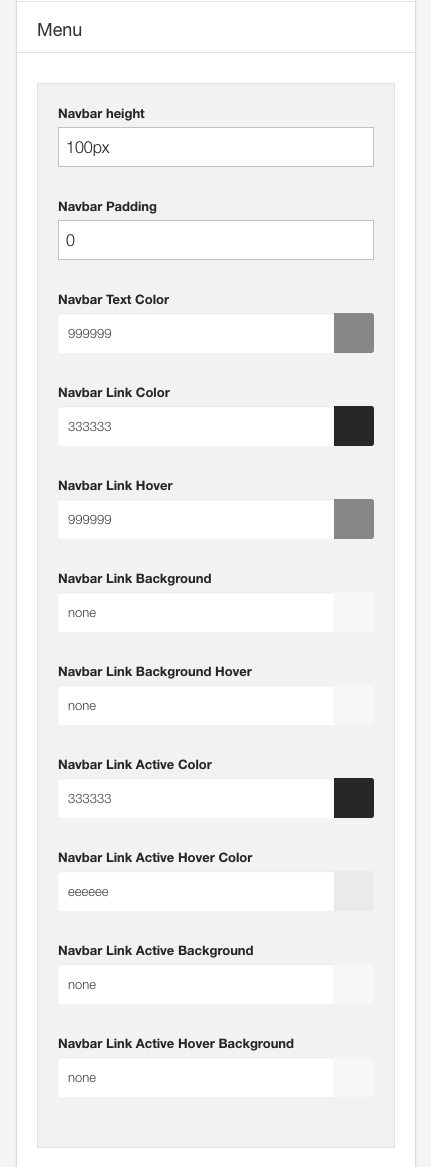 Menu
Navbar height
100px
Navbar Padding
0
Navbar Text Color
999999
Navbar Link Color
333333
Navbar Link Hover
999999
Navbar Link Background
none
Navbar Link Background Hover
none
Navbar Link Active Color
333333
Navbar Link Active Hover Color
eeeeee
Navbar Link Active Background
none
Navbar Link Active Hover Background
none